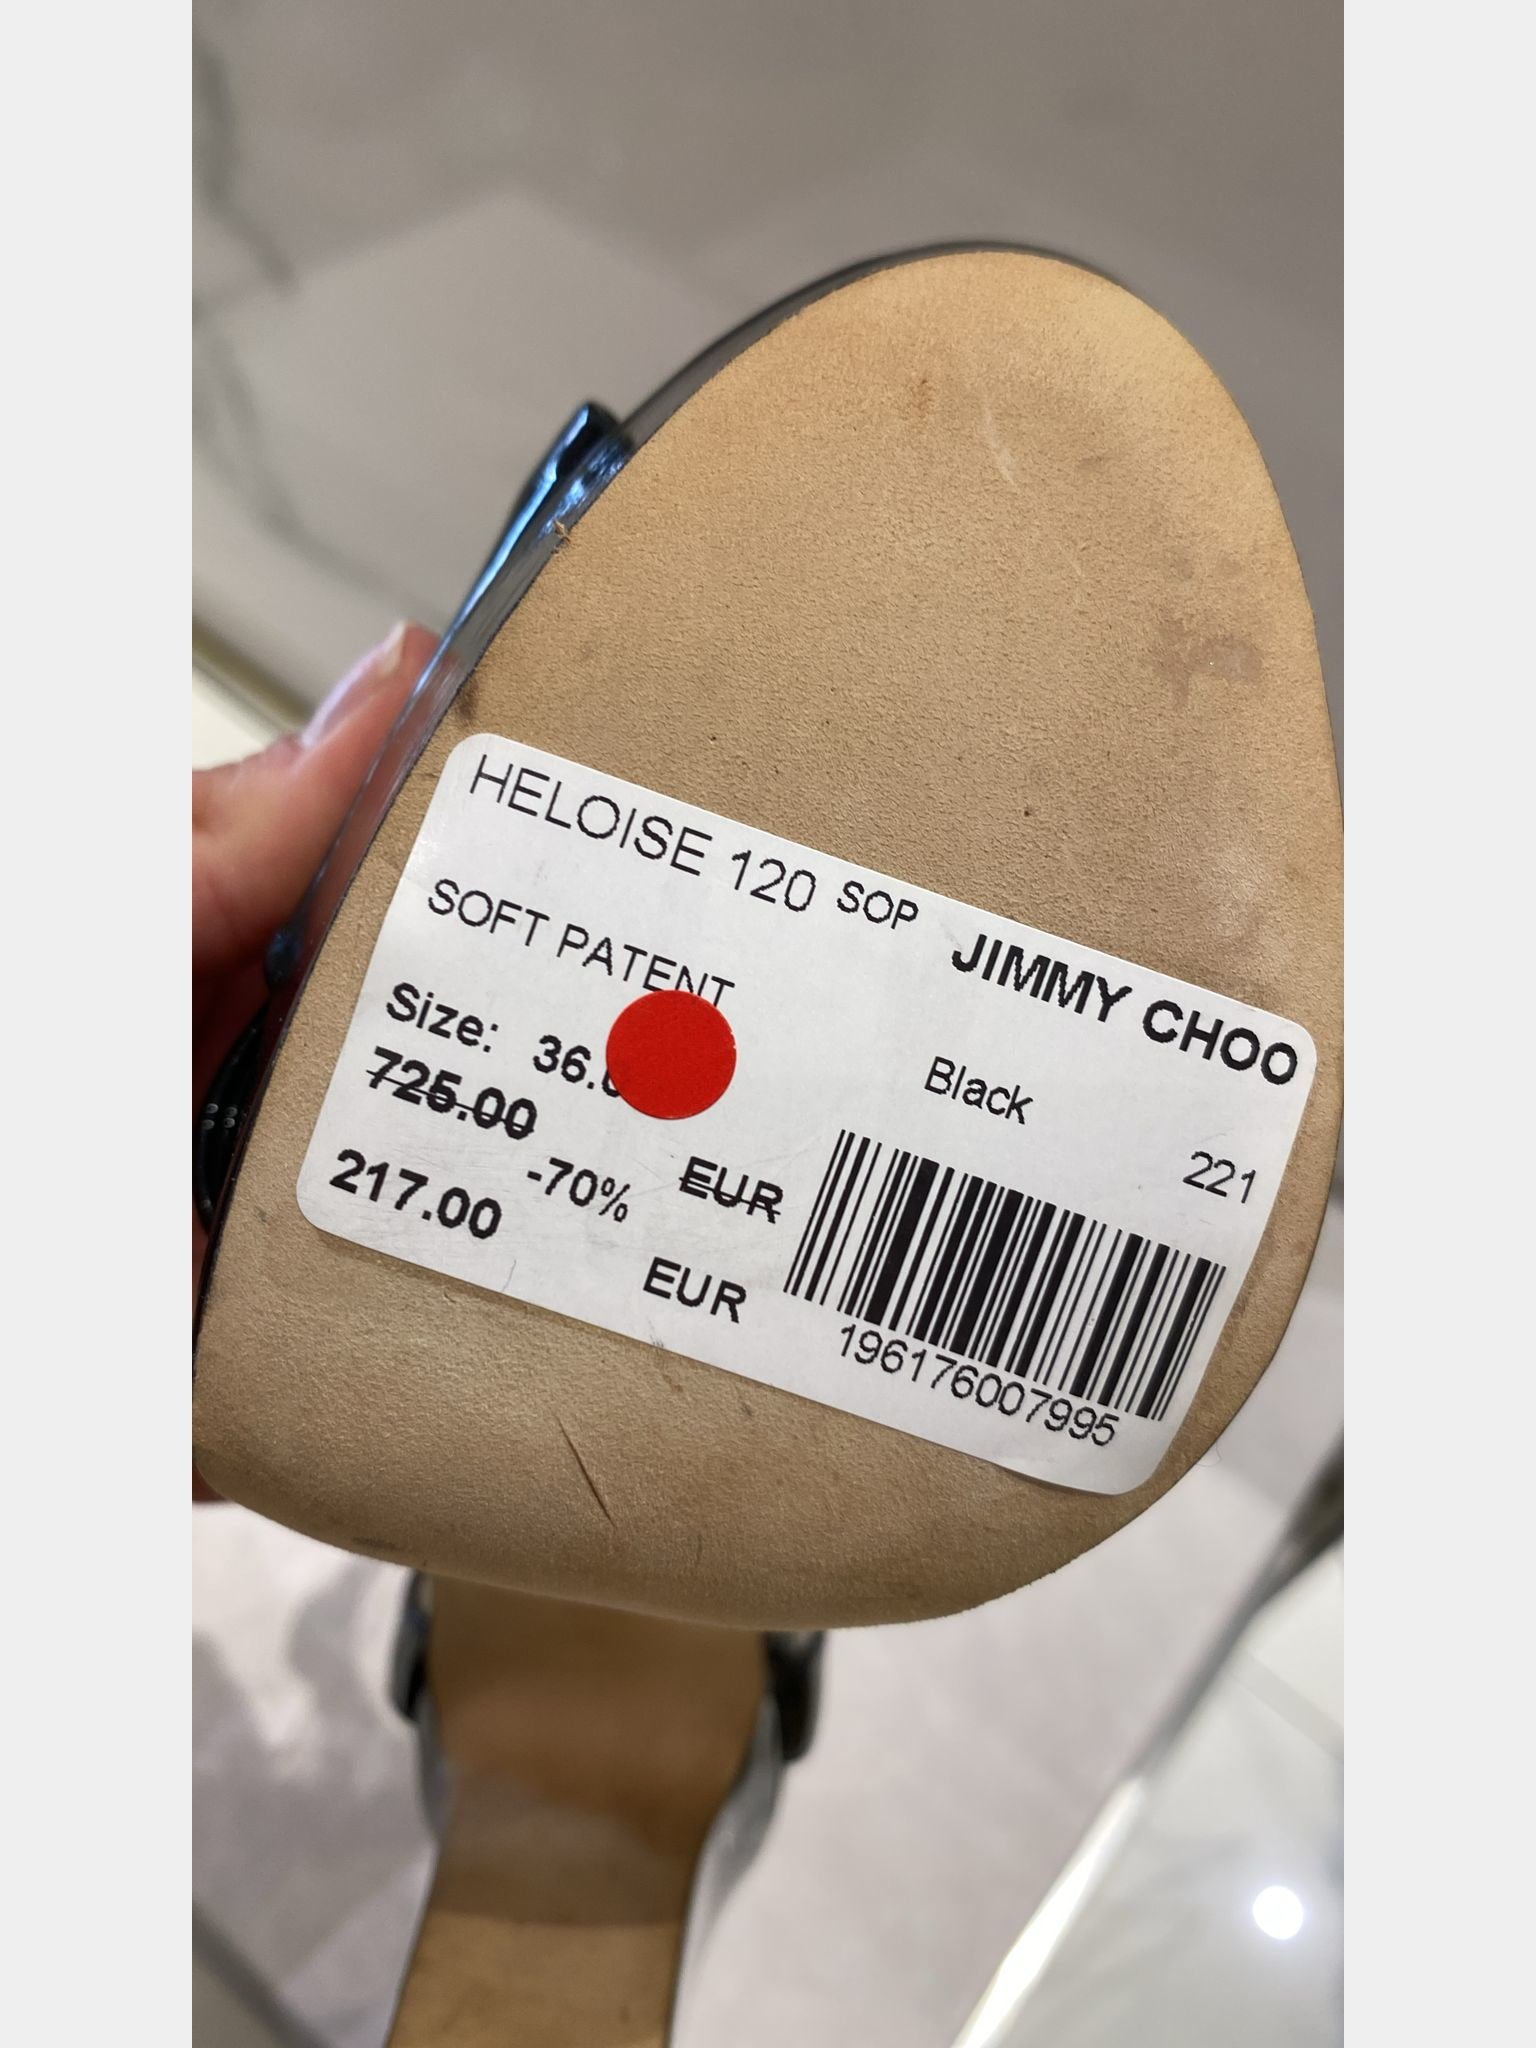 HELOISE 120 SOP
JIMMY CHOO
SOFT PATENT
Black
Size: 36.0
221
725.00 EUR
-70%
217.00 EUR
196176007995